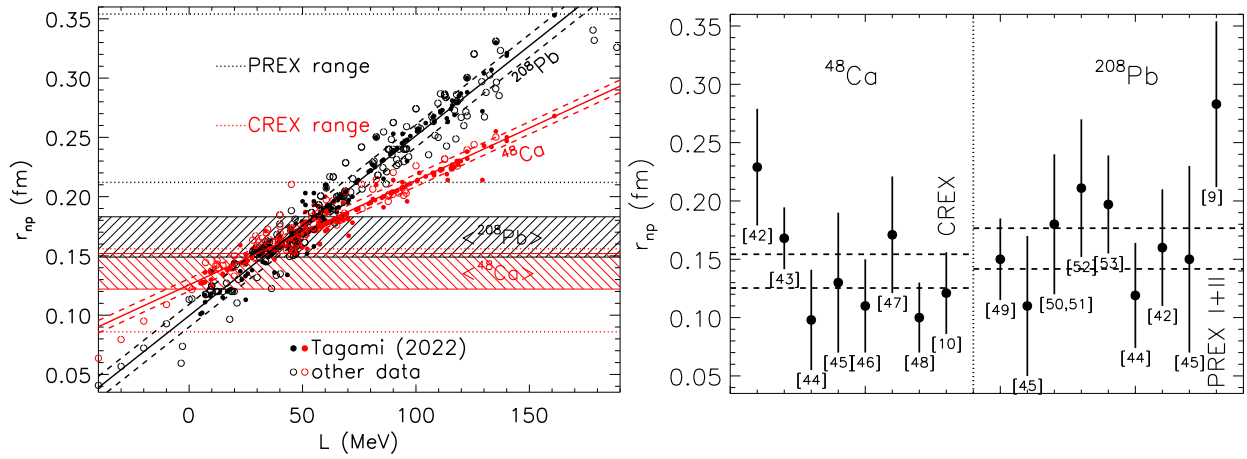 0.35
0.30
0.25
0.20
0.15
0.10
0.05
r_np (fm)
PREX range
CREX range
²⁰⁸Pb
⁴⁸Ca
<²⁰⁸Pb>
<⁴⁸Ca>
Tagami (2022)
other data
0 50 100 150
L (MeV)
0.35
0.30
0.25
0.20
0.15
0.10
0.05
r_np (fm)
⁴⁸Ca
²⁰⁸Pb
CREX
PREX I+II
[42]
[43]
[44]
[45]
[46]
[47]
[48]
[10]
[49]
[45]
[50,51]
[52]
[53]
[44]
[42]
[45]
[9]